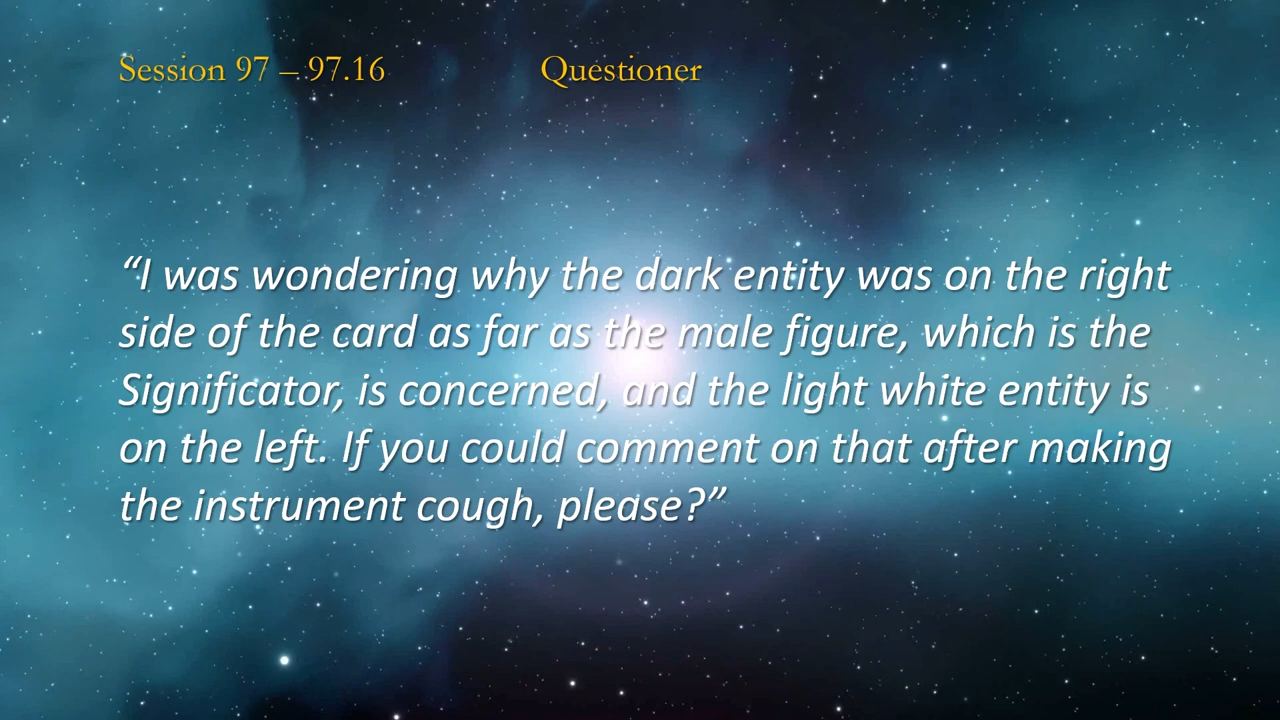 Session 97 – 97.16 Questioner
“I was wondering why the dark entity was on the right
side of the card as far as the male figure, which is the
Significator, is concerned, and the light white entity is
on the left. If you could comment on that after making
the instrument cough, please?”